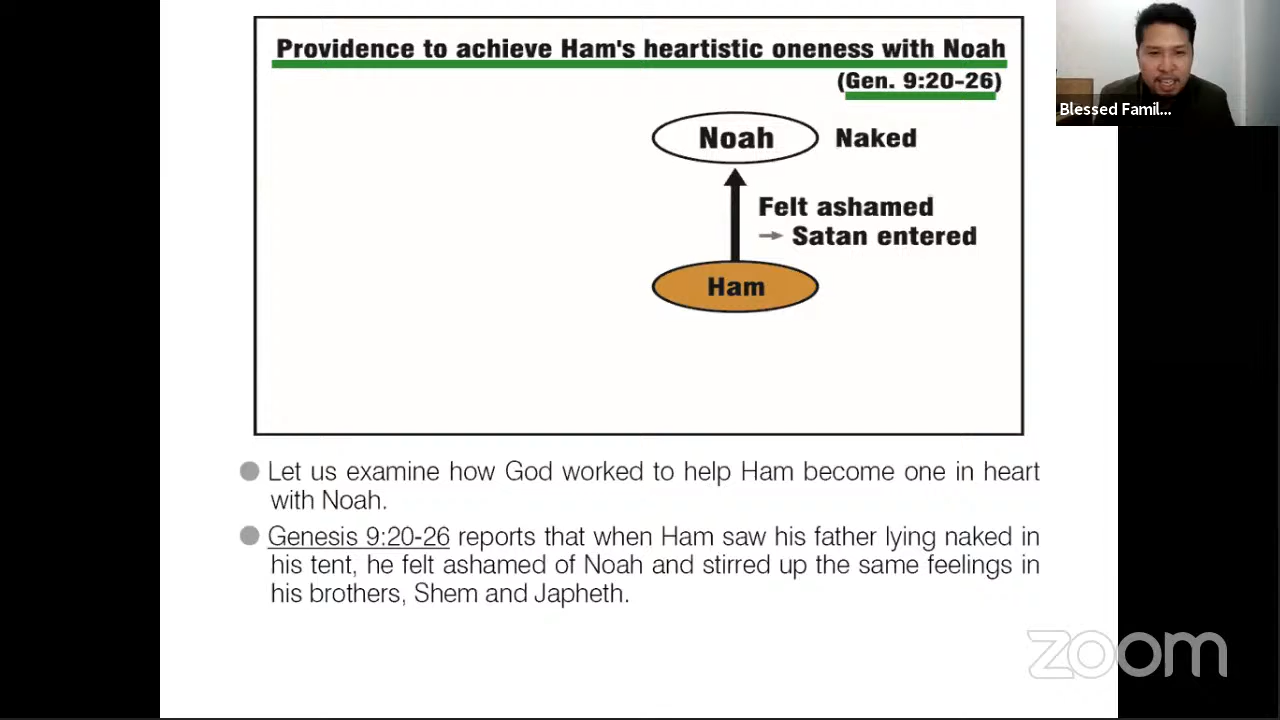 Providence to achieve Ham's heartistic oneness with Noah
(Gen. 9:20-26)
Noah
Naked
Felt ashamed
→ Satan entered
Ham
Let us examine how God worked to help Ham become one in heart
with Noah.
Genesis 9:20-26 reports that when Ham saw his father lying naked in
his tent, he felt ashamed of Noah and stirred up the same feelings in
his brothers, Shem and Japheth.
Blessed Famil...
zoom